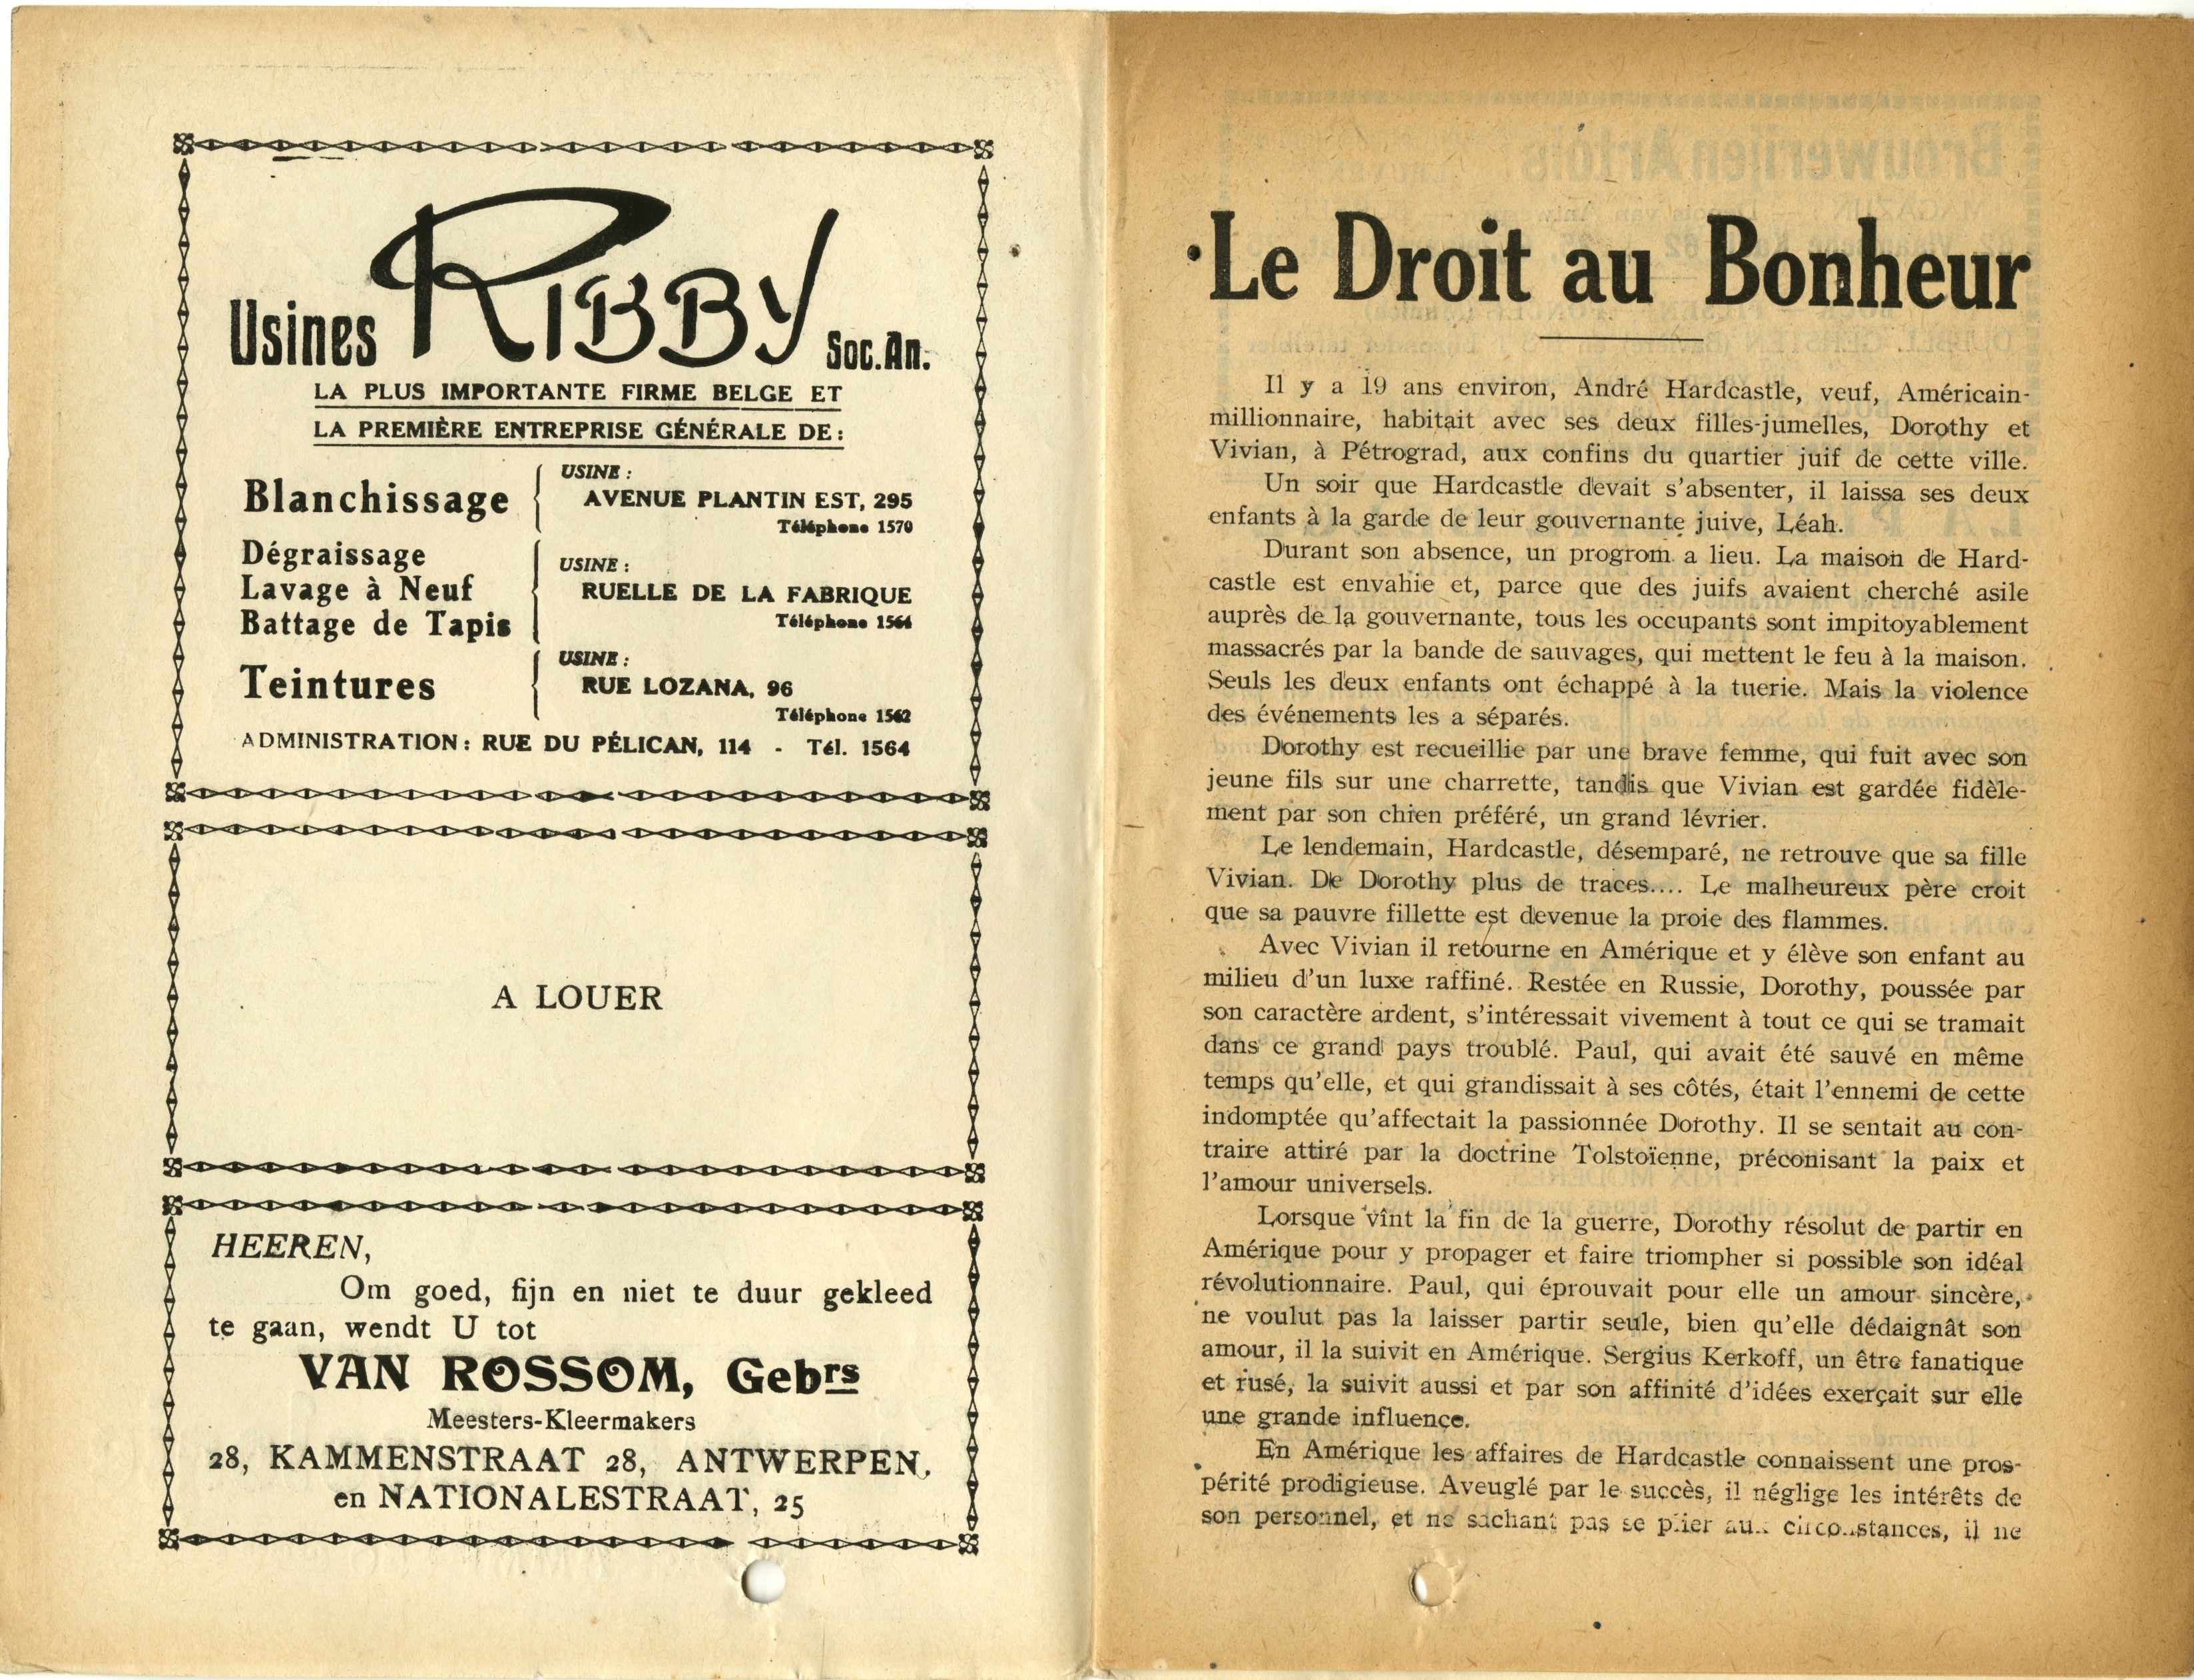 Usines RIBBY Soc. An.
LA PLUS IMPORTANTE FIRME BELGE ET
LA PREMIÈRE ENTREPRISE GÉNÉRALE DE:
Blanchissage
USINE :
AVENUE PLANTIN EST, 295
Téléphone 1570
Dégraissage
Lavage à Neuf
Battage de Tapis
USINE :
RUELLE DE LA FABRIQUE
Téléphone 1564
Teintures
USINE :
RUE LOZANA, 96
Téléphone 1562
ADMINISTRATION: RUE DU PÉLICAN, 114 - Tél. 1564
A LOUER
HEEREN,
Om goed, fijn en niet te duur gekleed
te gaan, wendt U tot
VAN ROSSOM, Gebrs
Meesters-Kleermakers
28, KAMMENSTRAAT 28, ANTWERPEN,
en NATIONALESTRAAT, 25
Le Droit au Bonheur
Il y a 19 ans environ, André Hardcastle, veuf, Américain-
millionnaire, habitait avec ses deux filles-jumelles, Dorothy et
Vivian, à Pétrograd, aux confins du quartier juif de cette ville.
Un soir que Hardcastle devait s'absenter, il laissa ses deux
enfants à la garde de leur gouvernante juive, Léah.
Durant son absence, un progrom a lieu. La maison de Hard-
castle est envahie et, parce que des juifs avaient cherché asile
auprès de la gouvernante, tous les occupants sont impitoyablement
massacrés par la bande de sauvages, qui mettent le feu à la maison.
Seuls les deux enfants ont échappé à la tuerie. Mais la violence
des événements les a séparés.
Dorothy est recueillie par une brave femme, qui fuit avec son
jeune fils sur une charrette, tandis que Vivian est gardée fidèle-
ment par son chien préféré, un grand lévrier.
Le lendemain, Hardcastle, désemparé, ne retrouve que sa fille
Vivian. De Dorothy plus de traces.... Le malheureux père croit
que sa pauvre fillette est devenue la proie des flammes.
Avec Vivian il retourne en Amérique et y élève son enfant au
milieu d'un luxe raffiné. Restée en Russie, Dorothy, poussée par
son caractère ardent, s'intéressait vivement à tout ce qui se tramait
dans ce grand pays troublé. Paul, qui avait été sauvé en même
temps qu'elle, et qui grandissait à ses côtés, était l'ennemi de cette
indomptée qu'affectait la passionnée Dorothy. Il se sentait au con-
traire attiré par la doctrine Tolstoïenne, préconisant la paix et
l'amour universels.
Lorsque vînt la fin de la guerre, Dorothy résolut de partir en
Amérique pour y propager et faire triompher si possible son idéal
révolutionnaire. Paul, qui éprouvait pour elle un amour sincère,
ne voulut pas la laisser partir seule, bien qu'elle dédaignât son
amour, il la suivit en Amérique. Sergius Kerkoff, un être fanatique
et rusé, la suivit aussi et par son affinité d'idées exerçait sur elle
une grande influence.
En Amérique les affaires de Hardcastle connaissent une pros-
périté prodigieuse. Aveuglé par le succès, il néglige les intérêts de
son personnel, et ne sachant pas se plier aux circonstances, il ne